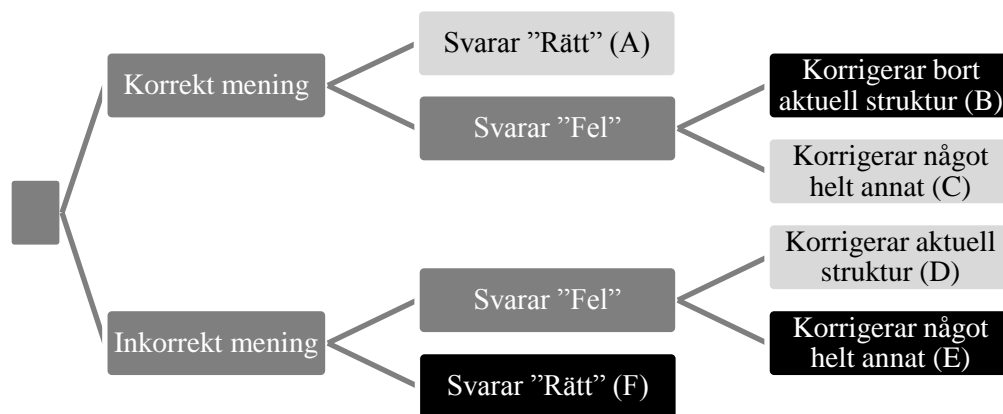 Korrekt mening
Svarar ”Rätt” (A)
Svarar ”Fel”
Korrigerar bort
aktuell struktur (B)
Korrigerar något
helt annat (C)
Inkorrekt mening
Svarar ”Fel”
Korrigerar aktuell
struktur (D)
Korrigerar något
helt annat (E)
Svarar ”Rätt” (F)